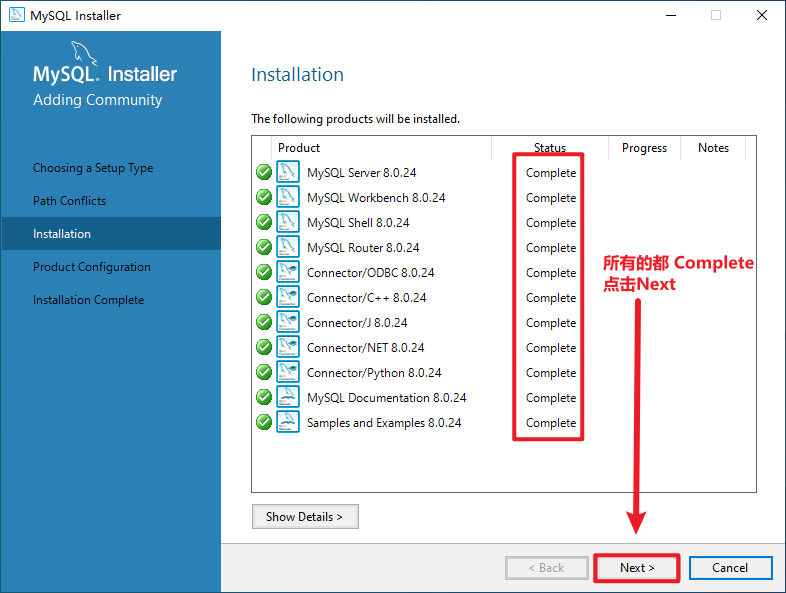 MySQL Installer
MySQL. Installer
Adding Community
Choosing a Setup Type
Path Conflicts
Installation
Product Configuration
Installation Complete
Installation
The following products will be installed.
Product Status Progress Notes
MySQL Server 8.0.24 Complete
MySQL Workbench 8.0.24 Complete
MySQL Shell 8.0.24 Complete
MySQL Router 8.0.24 Complete
Connector/ODBC 8.0.24 Complete
Connector/C++ 8.0.24 Complete
Connector/J 8.0.24 Complete
Connector/NET 8.0.24 Complete
Connector/Python 8.0.24 Complete
MySQL Documentation 8.0.24 Complete
Samples and Examples 8.0.24 Complete
所有的都 Complete
点击Next
Show Details >
< Back Next > Cancel